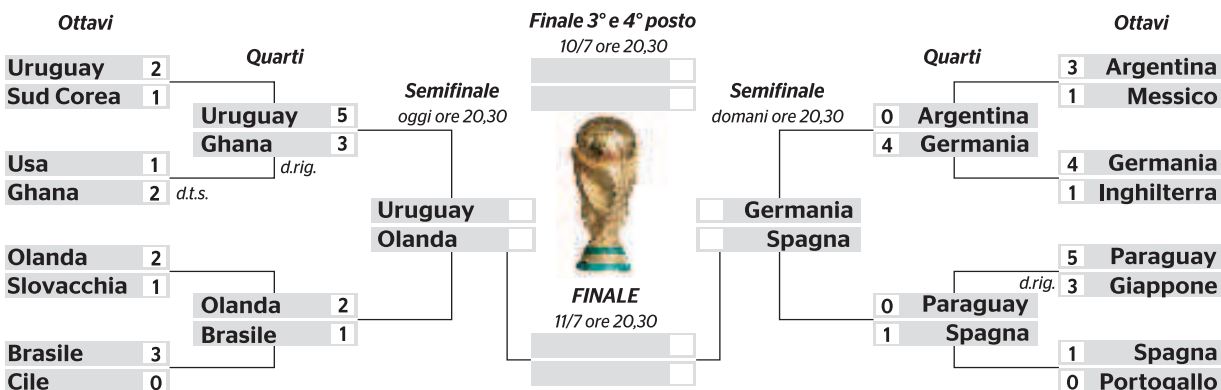 Ottavi
Uruguay 2
Sud Corea 1
Usa 1
Ghana 2 d.t.s.
Olanda 2
Slovacchia 1
Brasile 3
Cile 0
Quarti
Uruguay 5
Ghana 3
d.rig.
Olanda 2
Brasile 1
Semifinale
oggi ore 20,30
Uruguay
Olanda
Finale 3° e 4° posto
10/7 ore 20,30
FINALE
11/7 ore 20,30
Semifinale
domani ore 20,30
Germania
Spagna
Quarti
0 Argentina
4 Germania
0 Paraguay
1 Spagna
Ottavi
3 Argentina
1 Messico
4 Germania
1 Inghilterra
5 Paraguay
d.rig. 3 Giappone
1 Spagna
0 Portogallo